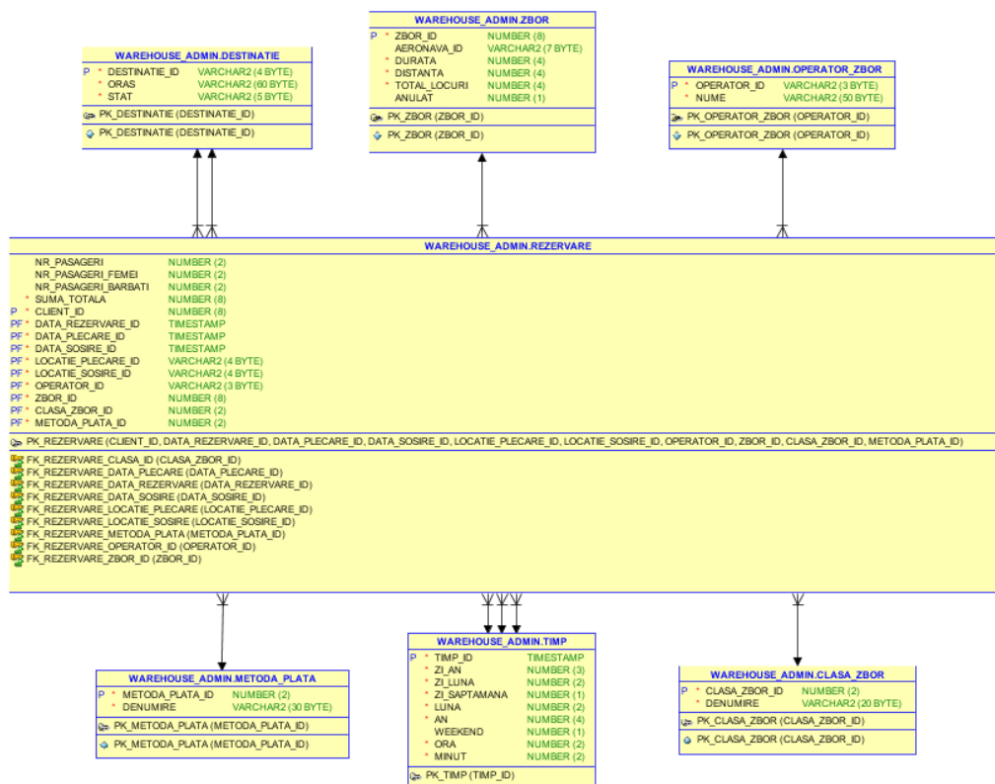 WAREHOUSE_ADMIN.DESTINATIE
P * DESTINATIE_ID VARCHAR2 (4 BYTE)
* ORAS VARCHAR2 (60 BYTE)
* STAT VARCHAR2 (5 BYTE)
PK_DESTINATIE (DESTINATIE_ID)
PK_DESTINATIE (DESTINATIE_ID)
WAREHOUSE_ADMIN.ZBOR
P * ZBOR_ID NUMBER (8)
AERONAVA_ID VARCHAR2 (7 BYTE)
* DURATA NUMBER (4)
* DISTANTA NUMBER (4)
* TOTAL_LOCURI NUMBER (4)
ANULAT NUMBER (1)
PK_ZBOR (ZBOR_ID)
PK_ZBOR (ZBOR_ID)
WAREHOUSE_ADMIN.OPERATOR_ZBOR
P * OPERATOR_ID VARCHAR2 (3 BYTE)
* NUME VARCHAR2 (50 BYTE)
PK_OPERATOR_ZBOR (OPERATOR_ID)
PK_OPERATOR_ZBOR (OPERATOR_ID)
WAREHOUSE_ADMIN.REZERVARE
NR_PASAGERI NUMBER (2)
NR_PASAGERI_FEMEI NUMBER (2)
NR_PASAGERI_BARBATI NUMBER (2)
* SUMA_TOTALA NUMBER (8)
P * CLIENT_ID NUMBER (8)
PF * DATA_REZERVARE_ID TIMESTAMP
PF * DATA_PLECARE_ID TIMESTAMP
PF * DATA_SOSIRE_ID TIMESTAMP
PF * LOCATIE_PLECARE_ID VARCHAR2 (4 BYTE)
PF * LOCATIE_SOSIRE_ID VARCHAR2 (4 BYTE)
PF * OPERATOR_ID VARCHAR2 (3 BYTE)
PF * ZBOR_ID NUMBER (8)
PF * CLASA_ZBOR_ID NUMBER (2)
PF * METODA_PLATA_ID NUMBER (2)
PK_REZERVARE (CLIENT_ID, DATA_REZERVARE_ID, DATA_PLECARE_ID, DATA_SOSIRE_ID, LOCATIE_PLECARE_ID, LOCATIE_SOSIRE_ID, OPERATOR_ID, ZBOR_ID, CLASA_ZBOR_ID, METODA_PLATA_ID)
FK_REZERVARE_CLASA_ID (CLASA_ZBOR_ID)
FK_REZERVARE_DATA_PLECARE (DATA_PLECARE_ID)
FK_REZERVARE_DATA_REZERVARE (DATA_REZERVARE_ID)
FK_REZERVARE_DATA_SOSIRE (DATA_SOSIRE_ID)
FK_REZERVARE_LOCATIE_PLECARE (LOCATIE_PLECARE_ID)
FK_REZERVARE_LOCATIE_SOSIRE (LOCATIE_SOSIRE_ID)
FK_REZERVARE_METODA_PLATA (METODA_PLATA_ID)
FK_REZERVARE_OPERATOR_ID (OPERATOR_ID)
FK_REZERVARE_ZBOR_ID (ZBOR_ID)
WAREHOUSE_ADMIN.METODA_PLATA
P * METODA_PLATA_ID NUMBER (2)
* DENUMIRE VARCHAR2 (30 BYTE)
PK_METODA_PLATA (METODA_PLATA_ID)
PK_METODA_PLATA (METODA_PLATA_ID)
WAREHOUSE_ADMIN.TIMP
P * TIMP_ID TIMESTAMP
* ZI_AN NUMBER (3)
* ZI_LUNA NUMBER (2)
* ZI_SAPTAMANA NUMBER (1)
* LUNA NUMBER (2)
* AN NUMBER (4)
WEEKEND NUMBER (1)
* ORA NUMBER (2)
* MINUT NUMBER (2)
PK_TIMP (TIMP_ID)
WAREHOUSE_ADMIN.CLASA_ZBOR
P * CLASA_ZBOR_ID NUMBER (2)
* DENUMIRE VARCHAR2 (20 BYTE)
PK_CLASA_ZBOR (CLASA_ZBOR_ID)
PK_CLASA_ZBOR (CLASA_ZBOR_ID)